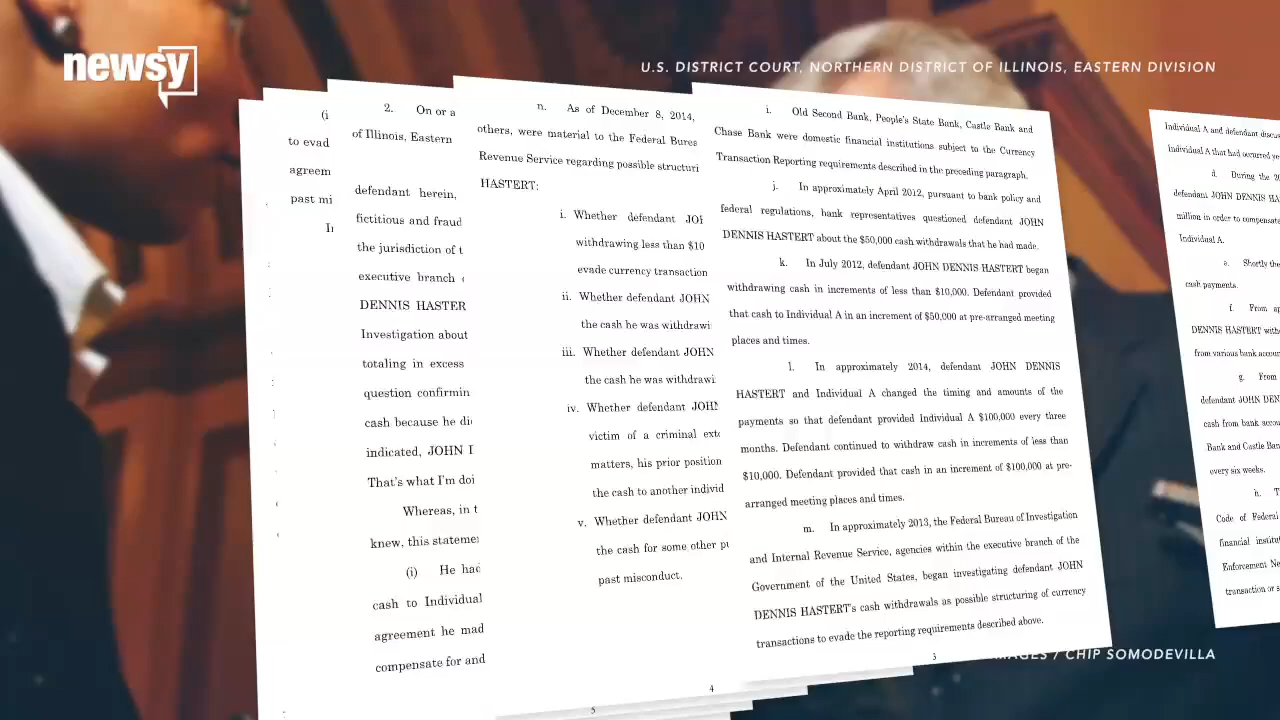 newsy
U.S. DISTRICT COURT, NORTHERN DISTRICT OF ILLINOIS, EASTERN DIVISION
(i
to evad
agreem
past mi
2. On or a
of Illinois, Eastern
defendant herein,
fictitious and fraud
the jurisdiction of t
executive branch
DENNIS HASTER
Investigation about
totaling in excess
question confirmin
cash because he di
indicated, JOHN
That's what I'm doi
Whereas, in t
knew, this stateme
(i) He had
cash to Individual
agreement he mad
compensate for and
5
n. As of December 8, 2014,
others, were material to the Federal Burea
Revenue Service regarding possible structuri
HASTERT:
i. Whether defendant JOH
withdrawing less than $10
evade currency transaction
ii. Whether defendant JOHN
the cash he was withdrawi
iii. Whether defendant JOHN
the cash he was withdrawi
iv. Whether defendant JOHN
victim of a criminal exto
matters, his prior position
the cash to another individ
v. Whether defendant JOHN
the cash for some other pu
past misconduct.
4
i. Old Second Bank, People's State Bank, Castle Bank and
Chase Bank were domestic financial institutions subject to the Currency
Transaction Reporting requirements described in the preceding paragraph.
j. In approximately April 2012, pursuant to bank policy and
federal regulations, bank representatives questioned defendant JOHN
DENNIS HASTERT about the $50,000 cash withdrawals that he had made.
k. In July 2012, defendant JOHN DENNIS HASTERT began
withdrawing cash in increments of less than $10,000. Defendant provided
that cash to Individual A in an increment of $50,000 at pre-arranged meeting
places and times.
l. In approximately 2014, defendant JOHN DENNIS
HASTERT and Individual A changed the timing and amounts of the
payments so that defendant provided Individual A $100,000 every three
months. Defendant continued to withdraw cash in increments of less than
$10,000. Defendant provided that cash in an increment of $100,000 at pre-
arranged meeting places and times.
m. In approximately 2013, the Federal Bureau of Investigation
and Internal Revenue Service, agencies within the executive branch of the
Government of the United States, began investigating defendant JOHN
DENNIS HASTERT's cash withdrawals as possible structuring of currency
transactions to evade the reporting requirements described above.
3
Individual A and defendant discus
Individual A that had occurred ye
d. During the 20
defendant JOHN DENNIS HA
million in order to compensate
Individual A.
e. Shortly the
cash payments.
f. From ap
DENNIS HASTERT with
from various bank accoun
g. From
defendant JOHN DEN
cash from bank accou
Bank and Castle Ban
every six weeks.
h. T
Code of Federal
financial institut
Enforcement Ne
transaction or s
IMAGES / CHIP SOMODEVILLA